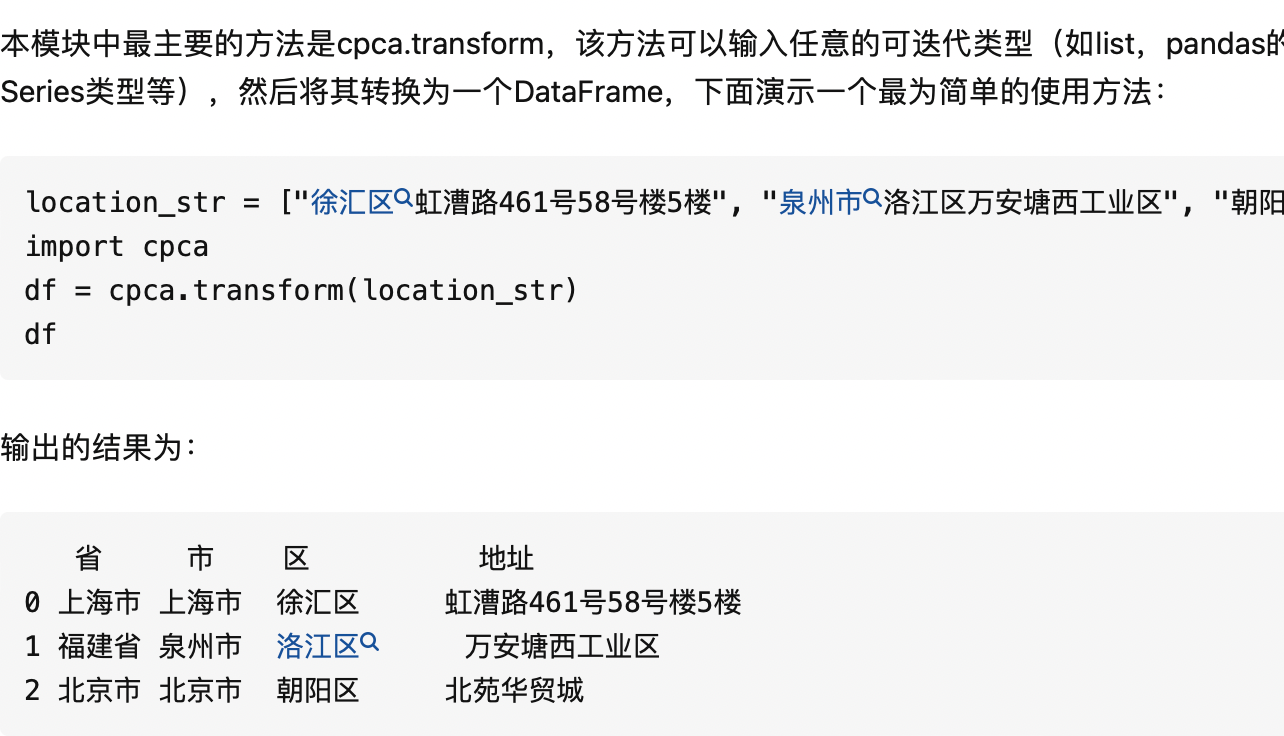 本模块中最主要的方法是cpca.transform，该方法可以输入任意的可迭代类型（如list，pandas的
Series类型等），然后将其转换为一个DataFrame，下面演示一个最为简单的使用方法：
location_str = ["徐汇区虹漕路461号58号楼5楼", "泉州市洛江区万安塘西工业区", "朝阳
import cpca
df = cpca.transform(location_str)
df
输出的结果为：
省 市 区 地址
0 上海市 上海市 徐汇区 虹漕路461号58号楼5楼
1 福建省 泉州市 洛江区 万安塘西工业区
2 北京市 北京市 朝阳区 北苑华贸城